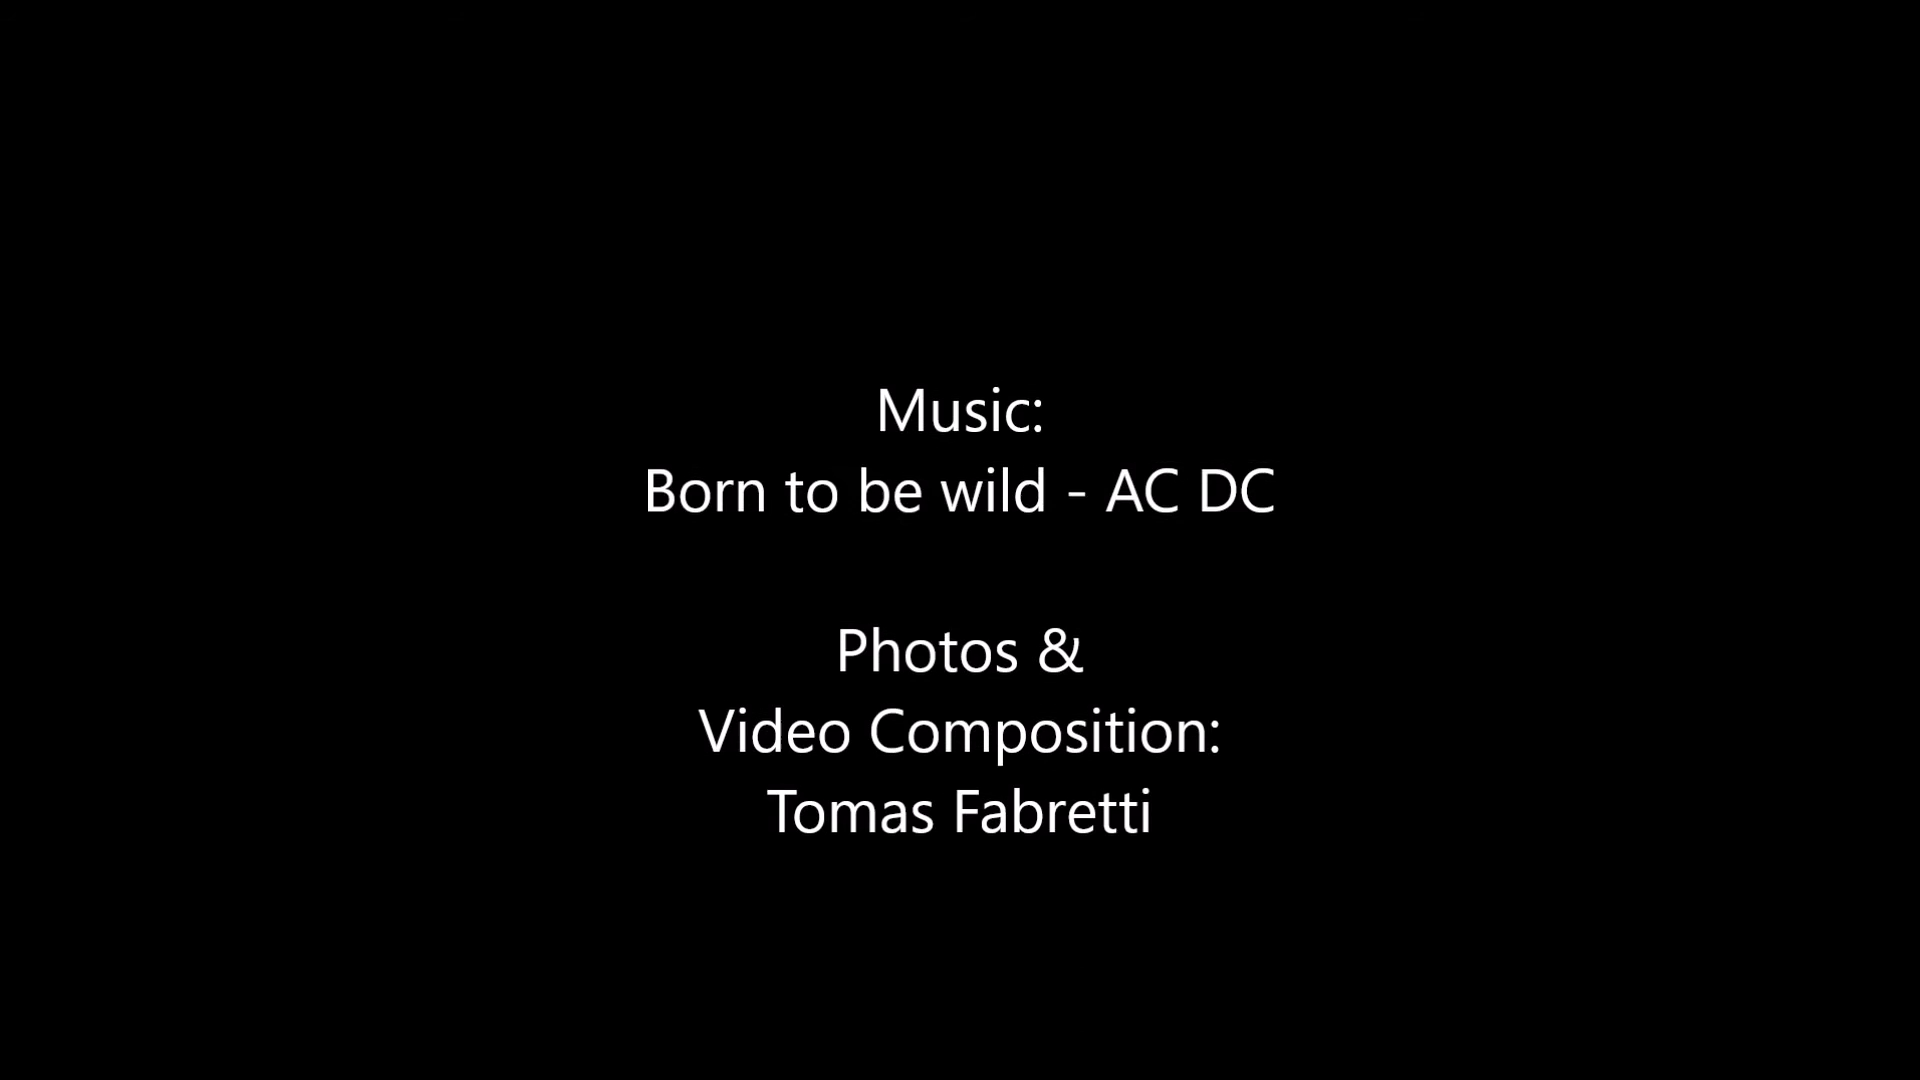 Music:
Born to be wild - AC DC
Photos &
Video Composition:
Tomas Fabretti